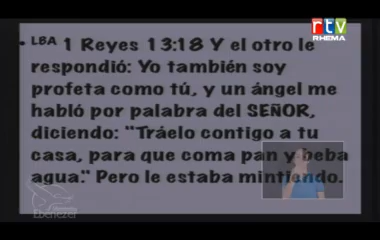 rtv
RHEMA
• LBA 1 Reyes 13:18 Y el otro le
respondió: Yo también soy
profeta como tú, y un ángel me
habló por palabra del SEÑOR,
diciendo: "Tráelo contigo a tu
casa, para que coma pan y beba
agua." Pero le estaba mintiendo.
Ebenezer